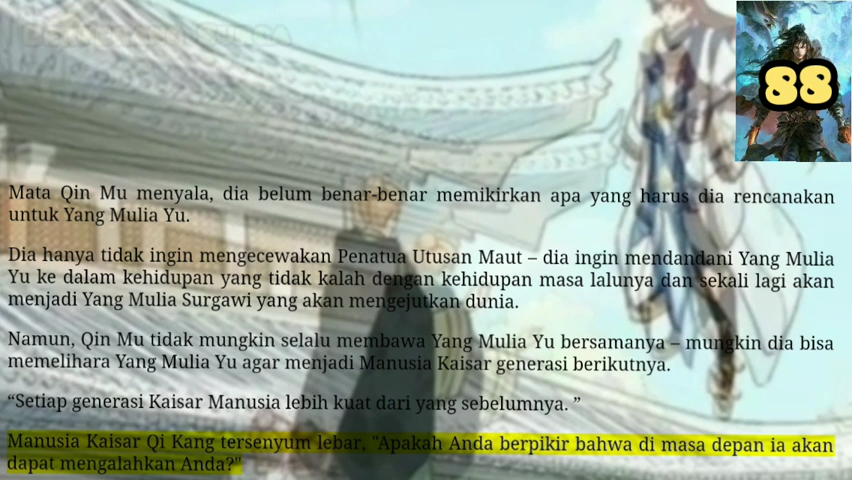 88
Mata Qin Mu menyala, dia belum benar-benar memikirkan apa yang harus dia rencanakan
untuk Yang Mulia Yu.
Dia hanya tidak ingin mengecewakan Penatua Utusan Maut – dia ingin mendandani Yang Mulia
Yu ke dalam kehidupan yang tidak kalah dengan kehidupan masa lalunya dan sekali lagi akan
menjadi Yang Mulia Surgawi yang akan mengejutkan dunia.
Namun, Qin Mu tidak mungkin selalu membawa Yang Mulia Yu bersamanya – mungkin dia bisa
memelihara Yang Mulia Yu agar menjadi Manusia Kaisar generasi berikutnya.
“Setiap generasi Kaisar Manusia lebih kuat dari yang sebelumnya. ”
Manusia Kaisar Qi Kang tersenyum lebar, "Apakah Anda berpikir bahwa di masa depan ia akan
dapat mengalahkan Anda?"